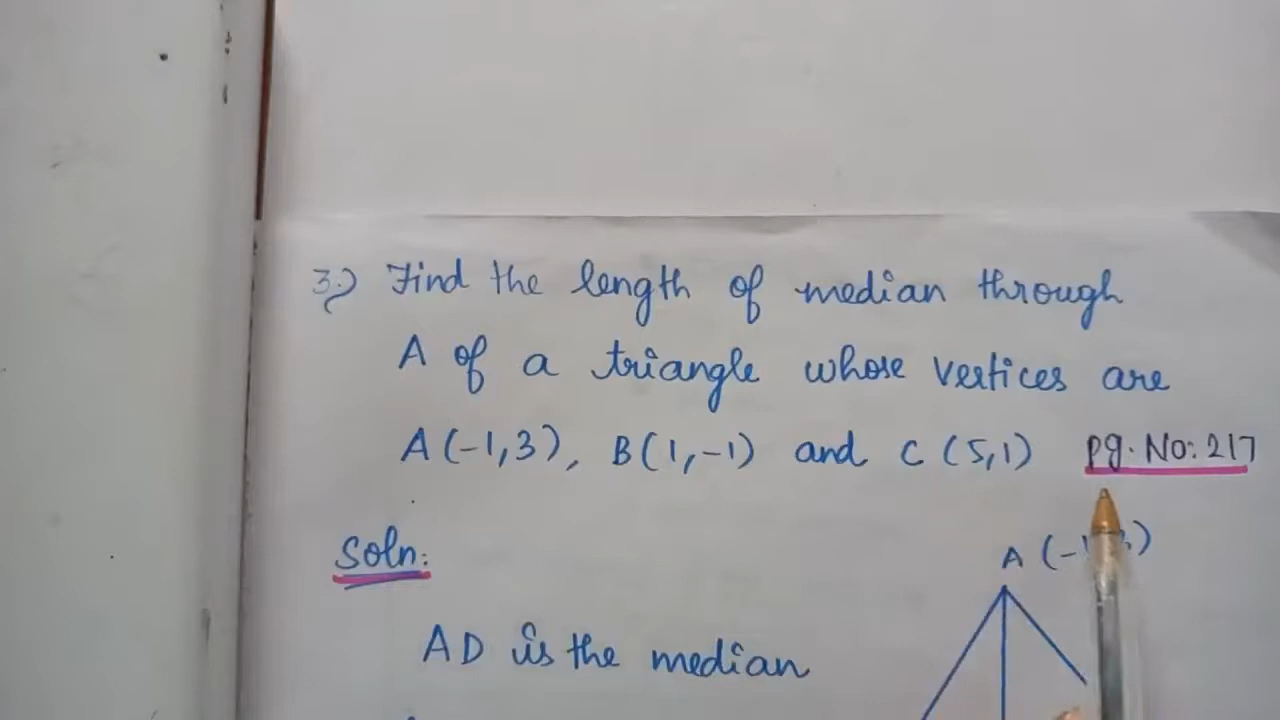 3.) Find the length of median through
A of a triangle whose vertices are
A(-1,3), B(1,-1) and C (5,1) pg. No: 217
Soln:
A (-1
AD is the median